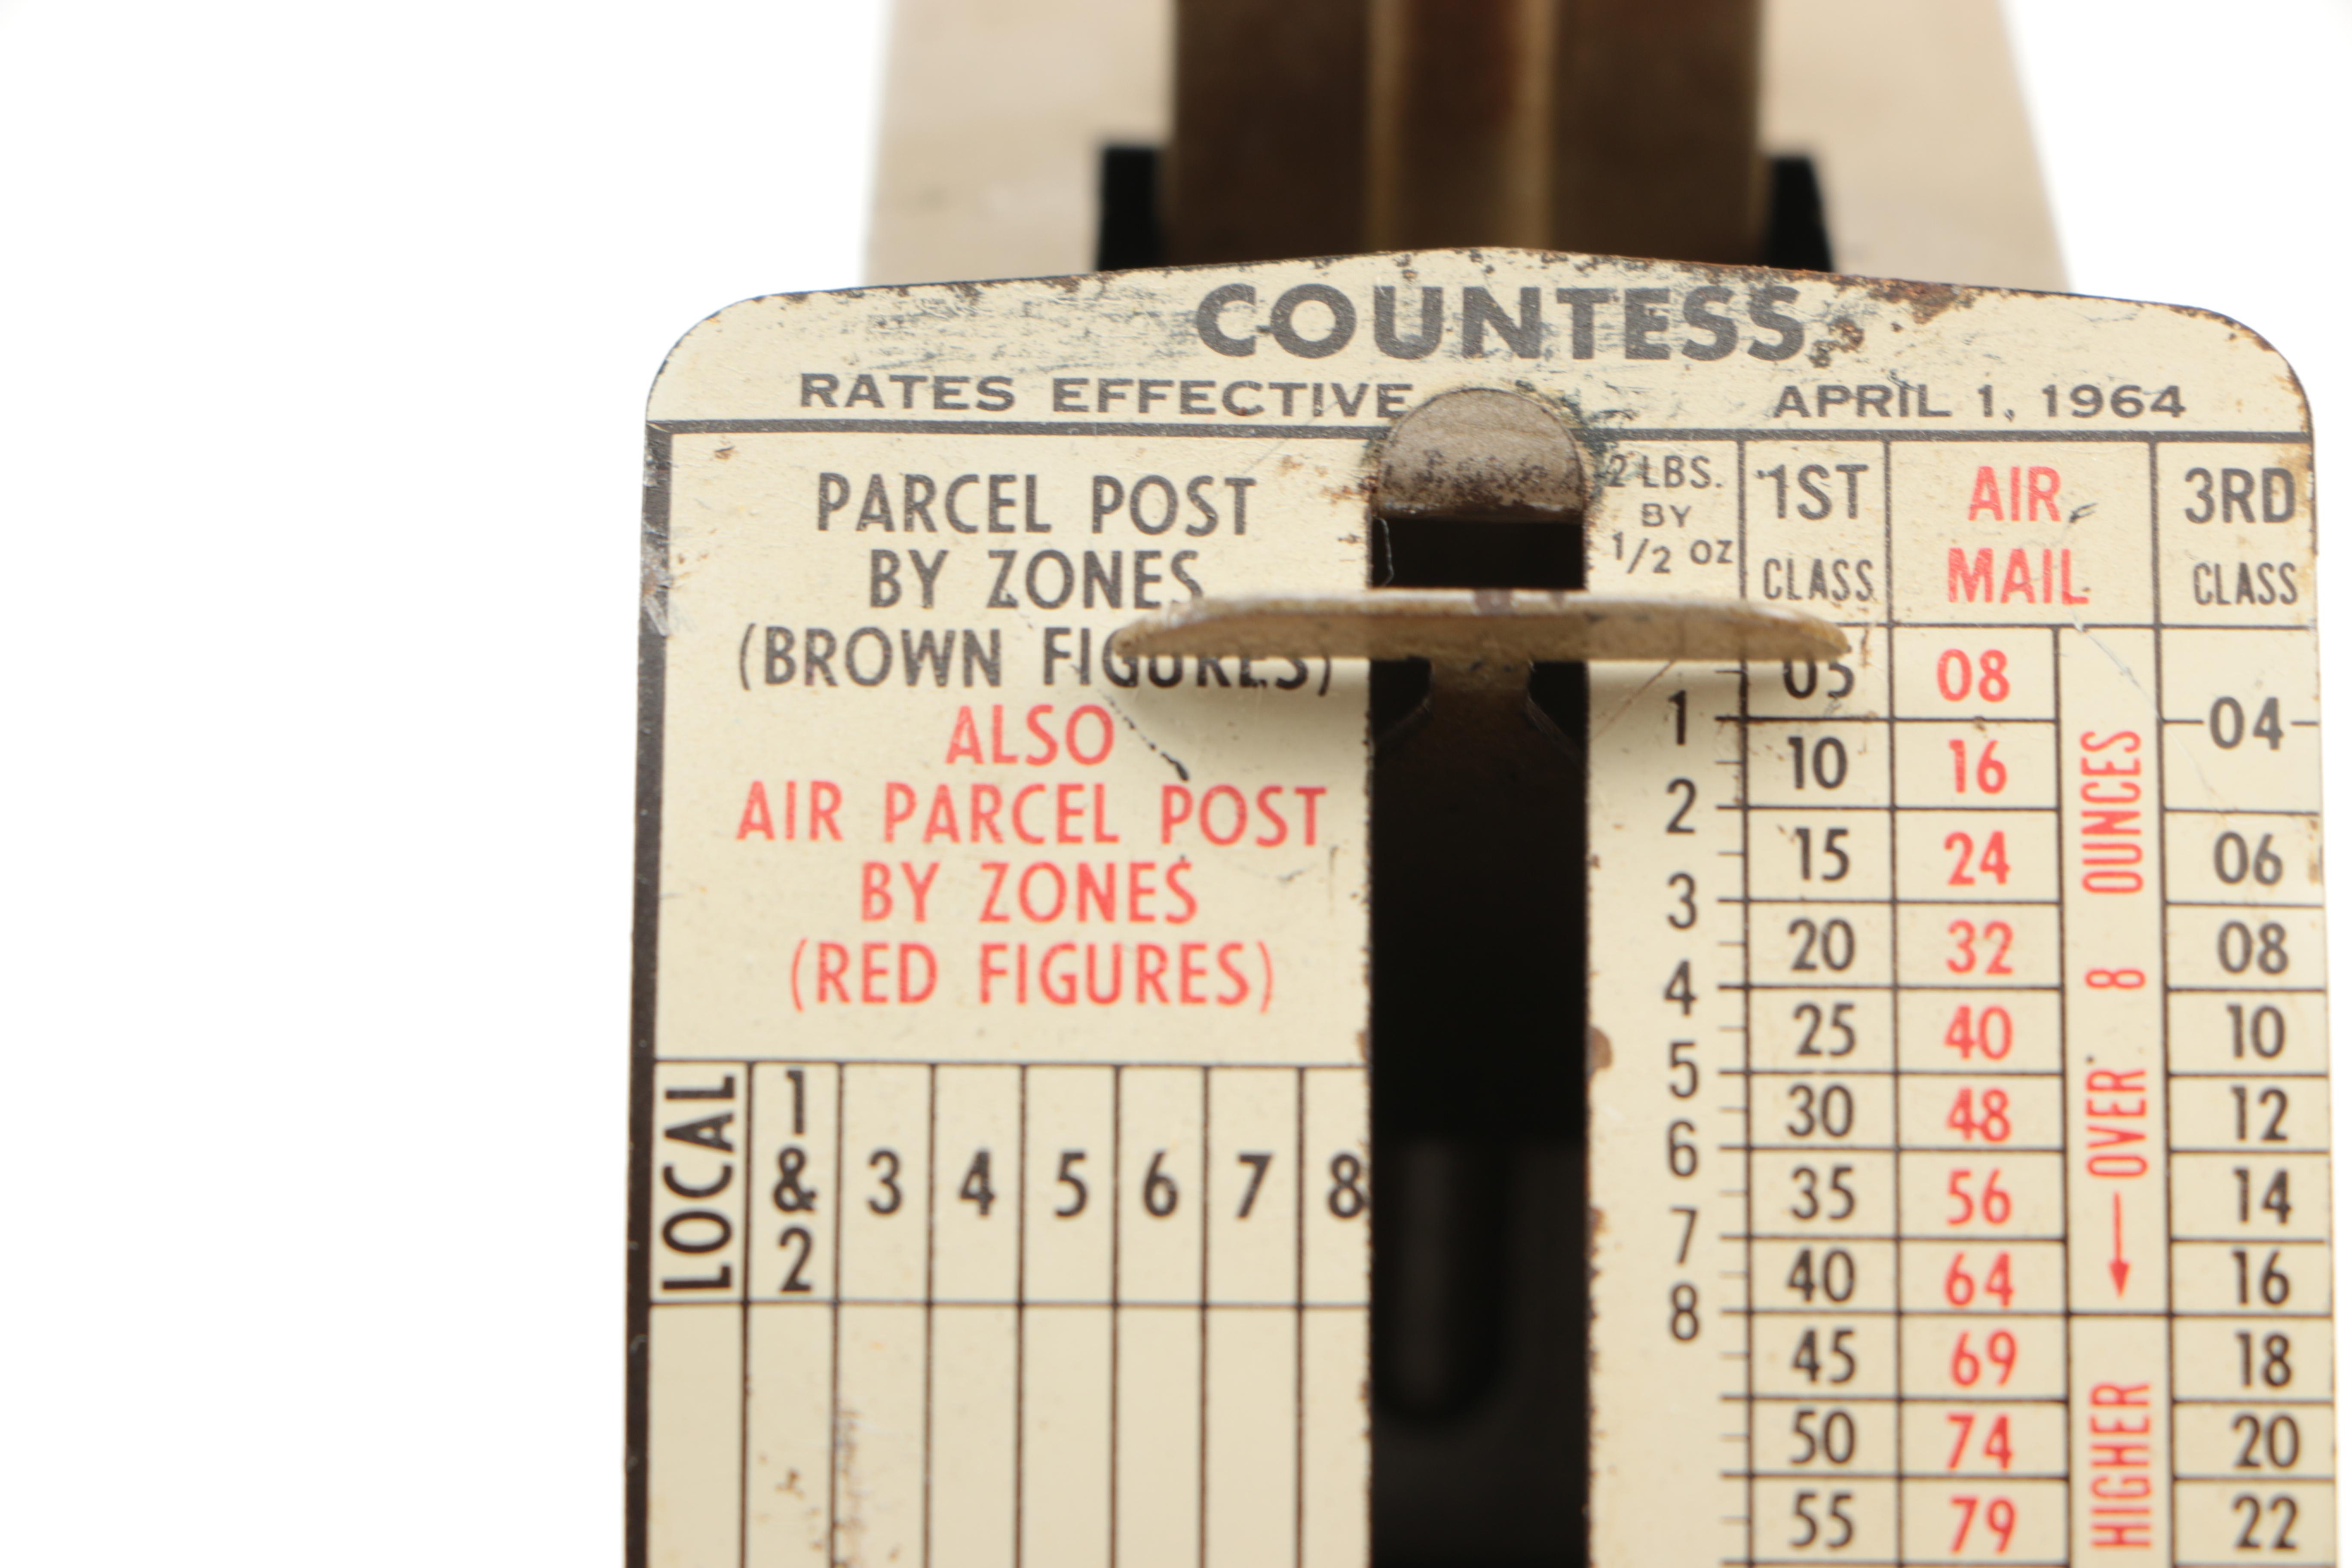 COUNTESS
RATES EFFECTIVE APRIL 1, 1964
PARCEL POST
BY ZONES
(BROWN FIGURES)
ALSO
AIR PARCEL POST
BY ZONES
(RED FIGURES)
LOCAL 1 & 2 3 4 5 6 7 8
2 LBS. BY 1/2 OZ
1ST CLASS
AIR MAIL
3RD CLASS
05 08
1
04
10 16
2
15 24 06
3
20 32 08
4
25 40 10
5
30 48 12
6
35 56 14
7
40 64 16
8
45 69 18
50 74 20
55 79 22
OVER 8 OUNCES
HIGHER